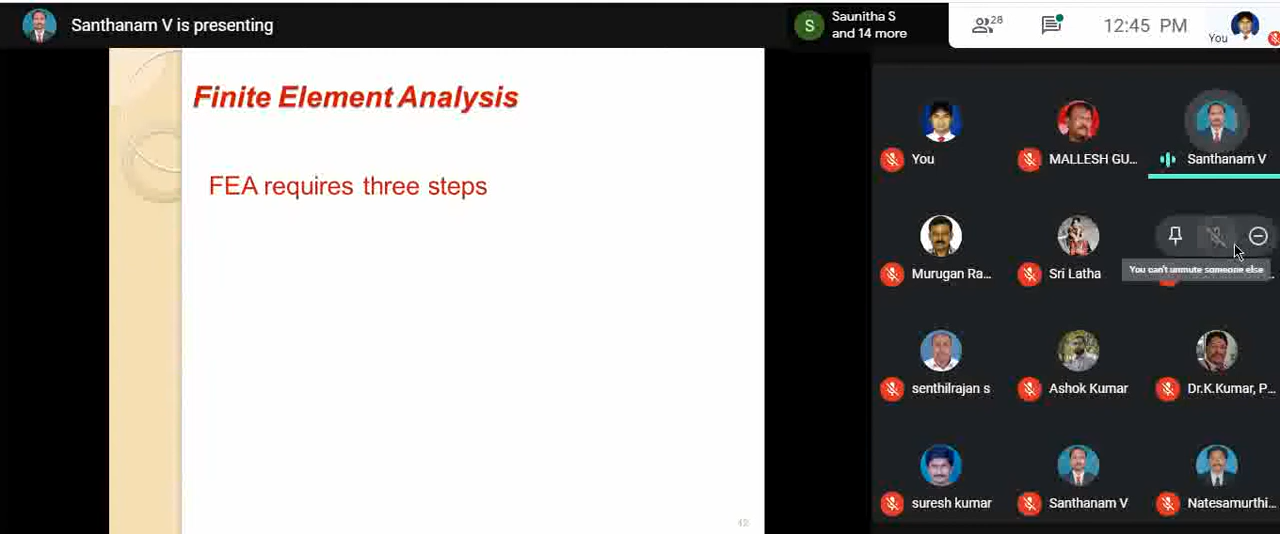 Santhanam V is presenting
S
Saunitha S
and 14 more
28
12:45 PM
You
Finite Element Analysis
FEA requires three steps
42
You
MALLESH GU...
Santhanam V
Murugan Ra...
Sri Latha
You can't unmute someone else
senthilrajan s
Ashok Kumar
Dr.K.Kumar, P...
suresh kumar
Santhanam V
Natesamurthi...